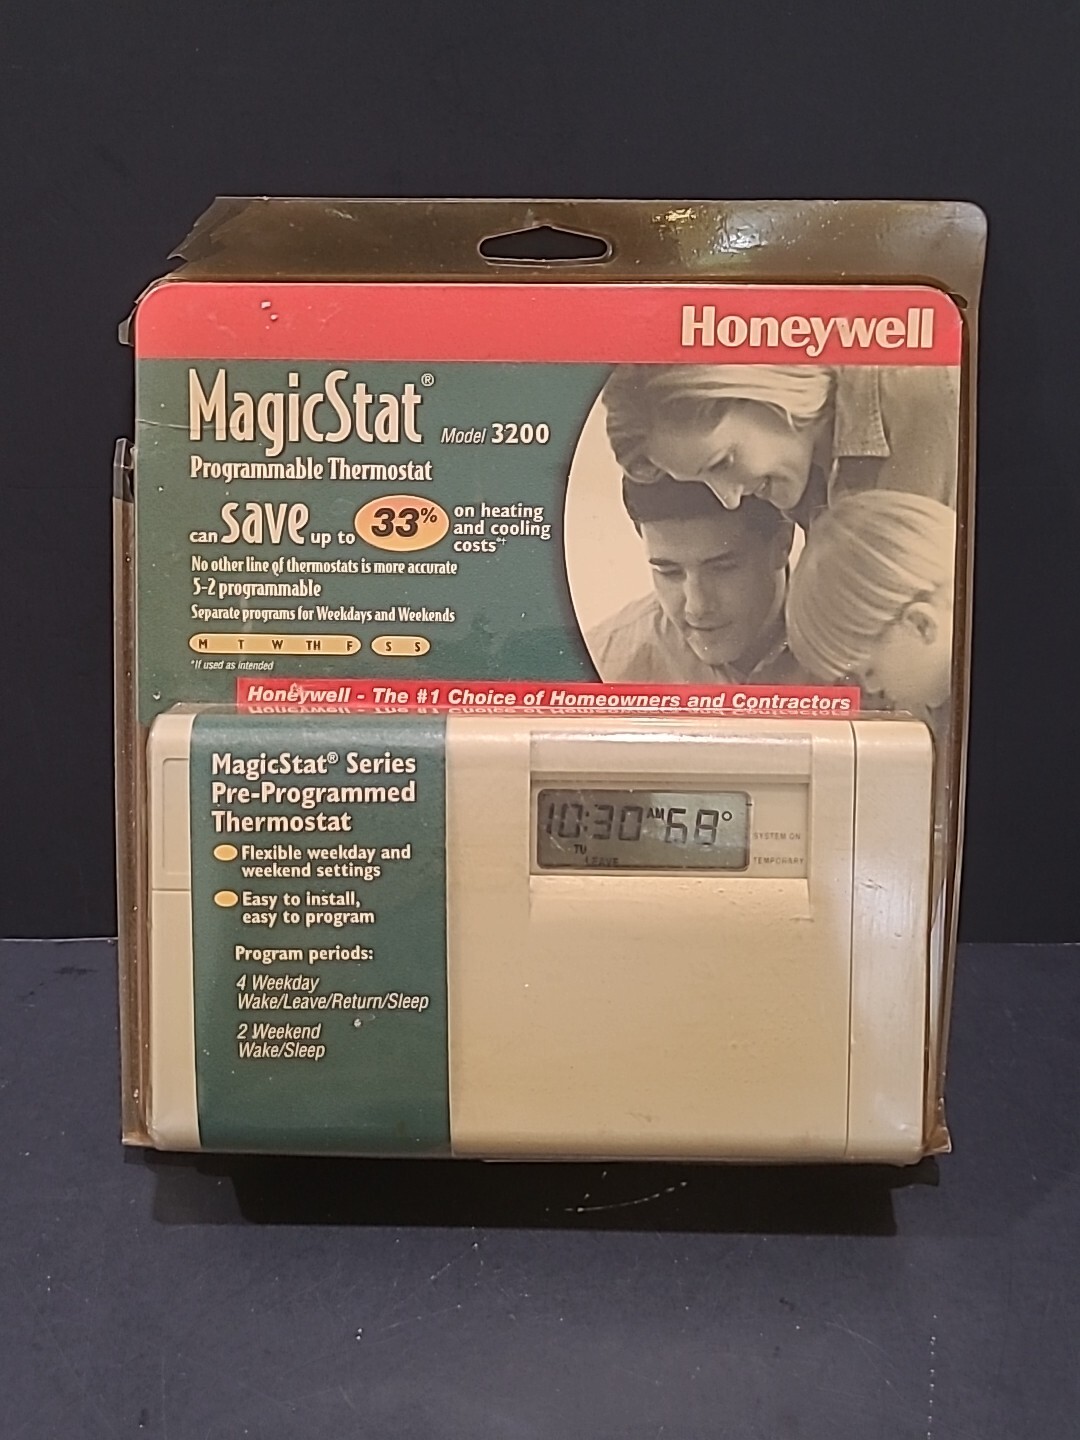 Honeywell
MagicStat®
Model 3200
Programmable Thermostat
can save up to 33% on heating
and cooling
costs*†
No other line of thermostats is more accurate
5-2 programmable
Separate programs for Weekdays and Weekends
M T W TH F S S
*If used as intended
Honeywell - The #1 Choice of Homeowners and Contractors
MagicStat® Series
Pre-Programmed
Thermostat
Flexible weekday and
weekend settings
Easy to install,
easy to program
Program periods:
4 Weekday
Wake/Leave/Return/Sleep
2 Weekend
Wake/Sleep
10:30 AM 68°
TU
LEAVE
SYSTEM ON
TEMPORARY